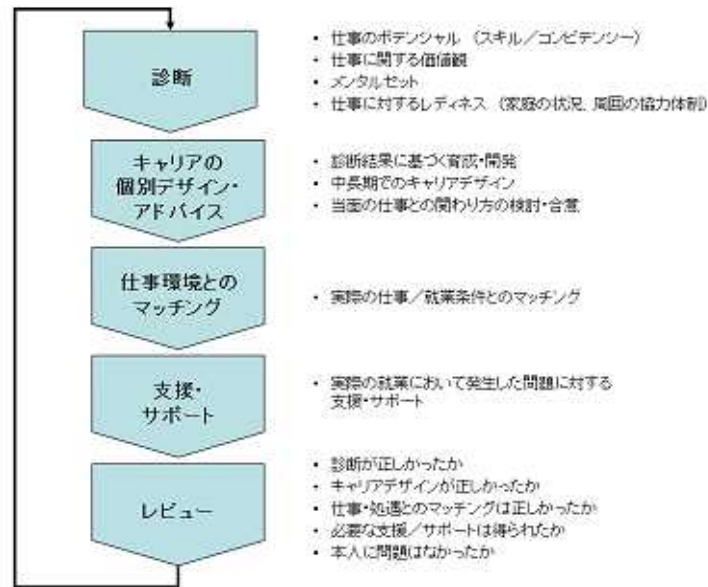 診断
・ 仕事のポテンシャル （スキル／コンピテンシー）
・ 仕事に関する価値観
・ メンタルセット
・ 仕事に対するレディネス （家庭の状況、周囲の協力体制）
キャリアの
個別デザイン・
アドバイス
・ 診断結果に基づく育成・開発
・ 中長期でのキャリアデザイン
・ 当面の仕事との関わり方の検討・合意
仕事環境との
マッチング
・ 実際の仕事／就業条件とのマッチング
支援・
サポート
・ 実際の就業において発生した問題に対する
支援・サポート
レビュー
・ 診断が正しかったか
・ キャリアデザインが正しかったか
・ 仕事・処遇とのマッチングは正しかったか
・ 必要な支援／サポートは得られたか
・ 本人に問題はなかったか